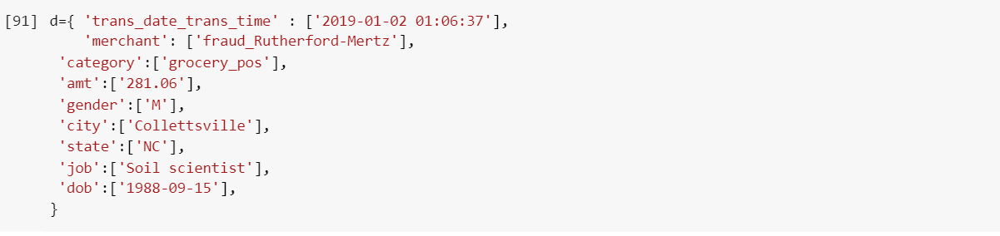 [91] d={ 'trans_date_trans_time' : ['2019-01-02 01:06:37'],
'merchant': ['fraud_Rutherford-Mertz'],
'category':['grocery_pos'],
'amt':['281.06'],
'gender':['M'],
'city':['Collettsville'],
'state':['NC'],
'job':['Soil scientist'],
'dob':['1988-09-15'],
}